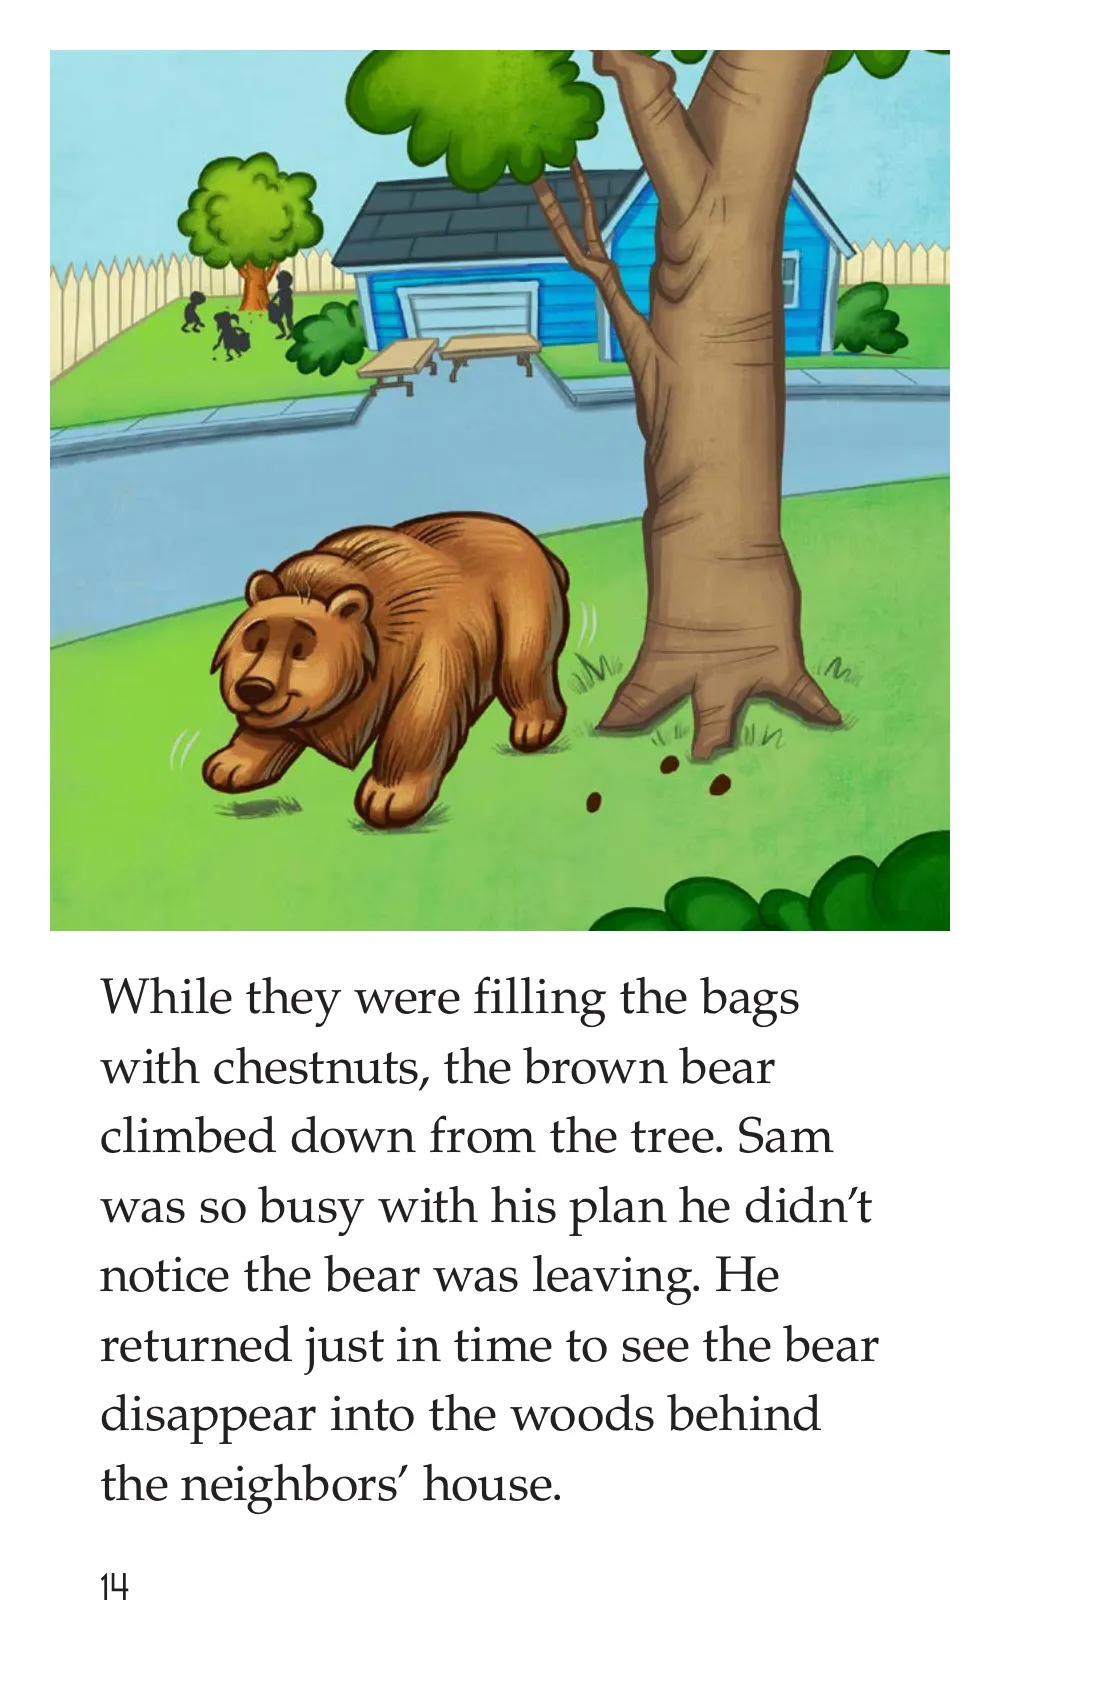 While they were filling the bags
with chestnuts, the brown bear
climbed down from the tree. Sam
was so busy with his plan he didn’t
notice the bear was leaving. He
returned just in time to see the bear
disappear into the woods behind
the neighbors’ house.
14